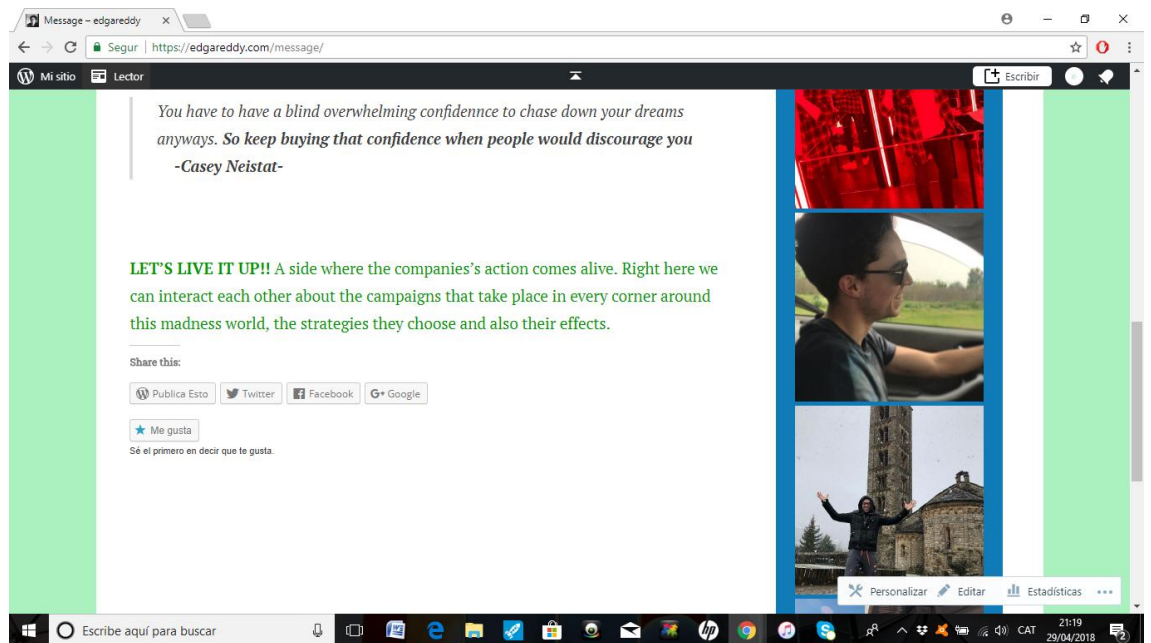 Message – edgareddy
Segur | https://edgareddy.com/message/
Mi sitio Lector Escribir
You have to have a blind overwhelming confidennce to chase down your dreams
anyways. So keep buying that confidence when people would discourage you
-Casey Neistat-
LET'S LIVE IT UP!! A side where the companies's action comes alive. Right here we
can interact each other about the campaigns that take place in every corner around
this madness world, the strategies they choose and also their effects.
Share this:
Publica Esto Twitter Facebook G+ Google
Me gusta
Sé el primero en decir que te gusta.
Personalizar Editar Estadísticas
Escribe aquí para buscar CAT 21:19
29/04/2018